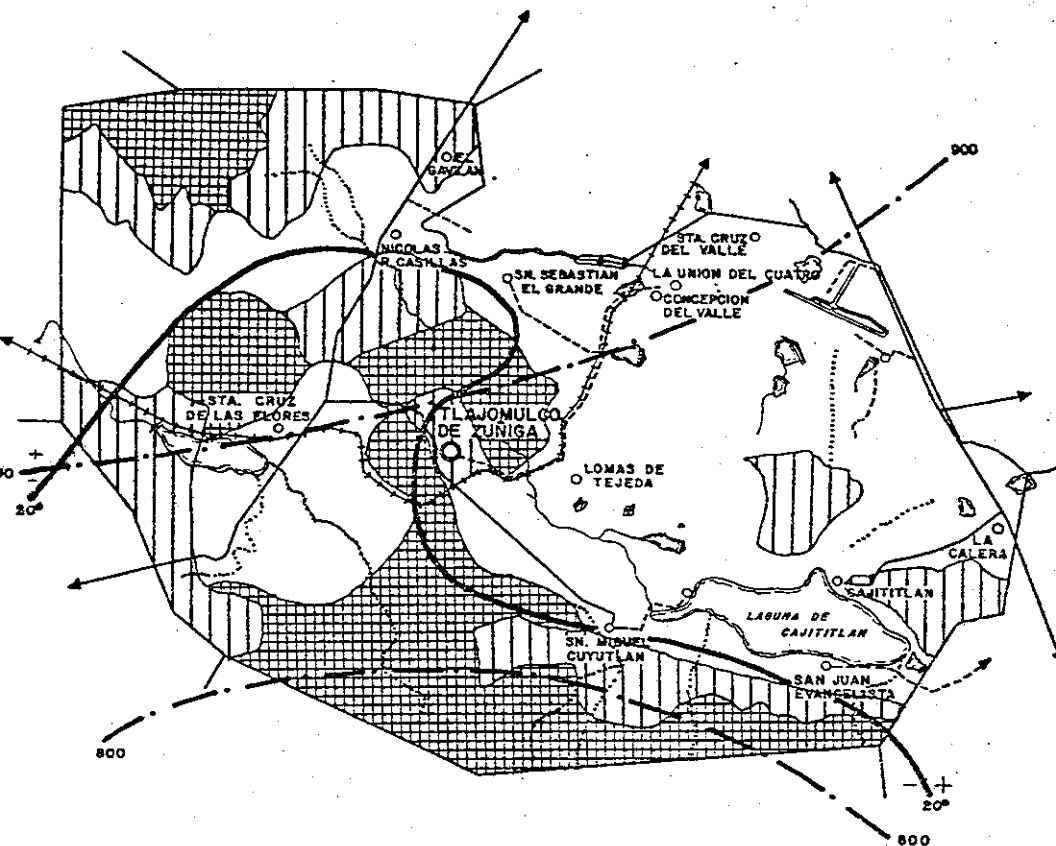 900
EL
GAVILAN
NICOLAS
R. CASILLAS
STA. CRUZ
DEL VALLE
SN. SEBASTIAN
EL GRANDE
LA UNION DEL CUATRO
CONCEPCION
DEL VALLE
STA. CRUZ
DE LAS FLORES
TLAJOMULCO
DE ZUÑIGA
LOMAS DE
TEJEDA
+
-
20°
LA
CALERA
CAJITITLAN
LAGUNA DE
CAJITITLAN
SN. MIGUEL
CUYUTLAN
SAN JUAN
EVANGELISTA
800
- +
20°
800